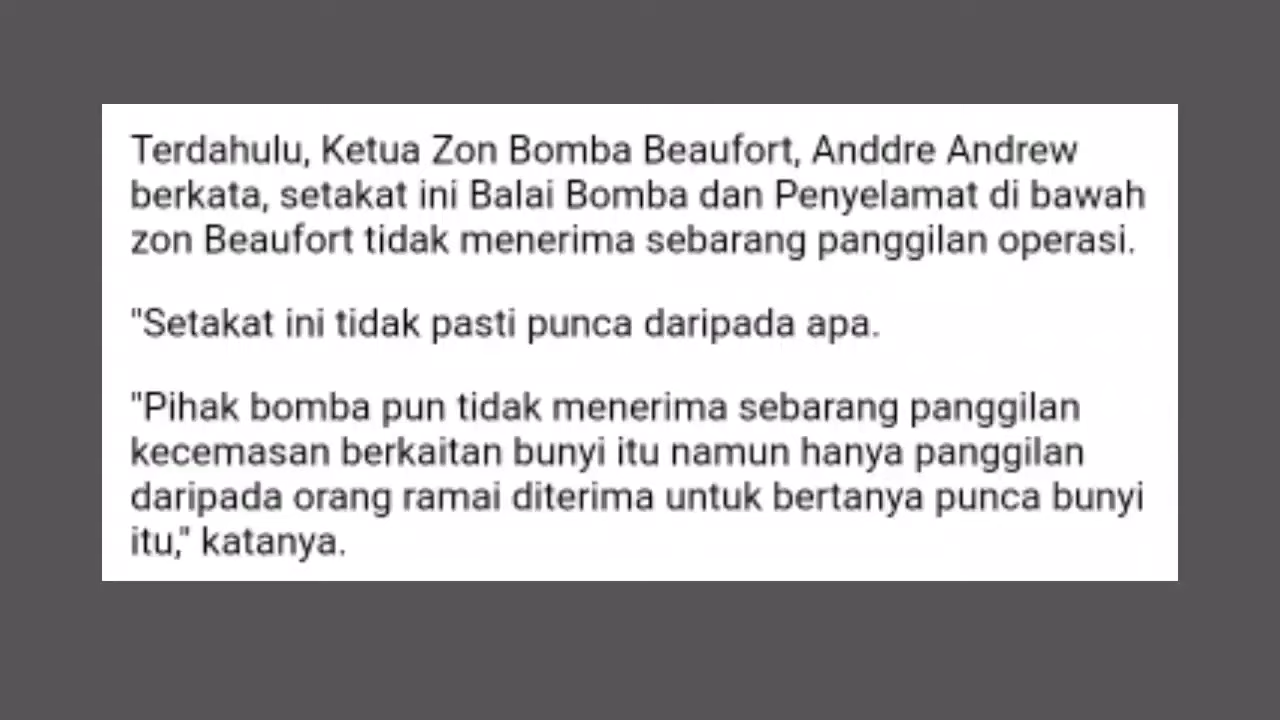 Terdahulu, Ketua Zon Bomba Beaufort, Anddre Andrew
berkata, setakat ini Balai Bomba dan Penyelamat di bawah
zon Beaufort tidak menerima sebarang panggilan operasi.
"Setakat ini tidak pasti punca daripada apa.
"Pihak bomba pun tidak menerima sebarang panggilan
kecemasan berkaitan bunyi itu namun hanya panggilan
daripada orang ramai diterima untuk bertanya punca bunyi
itu," katanya.